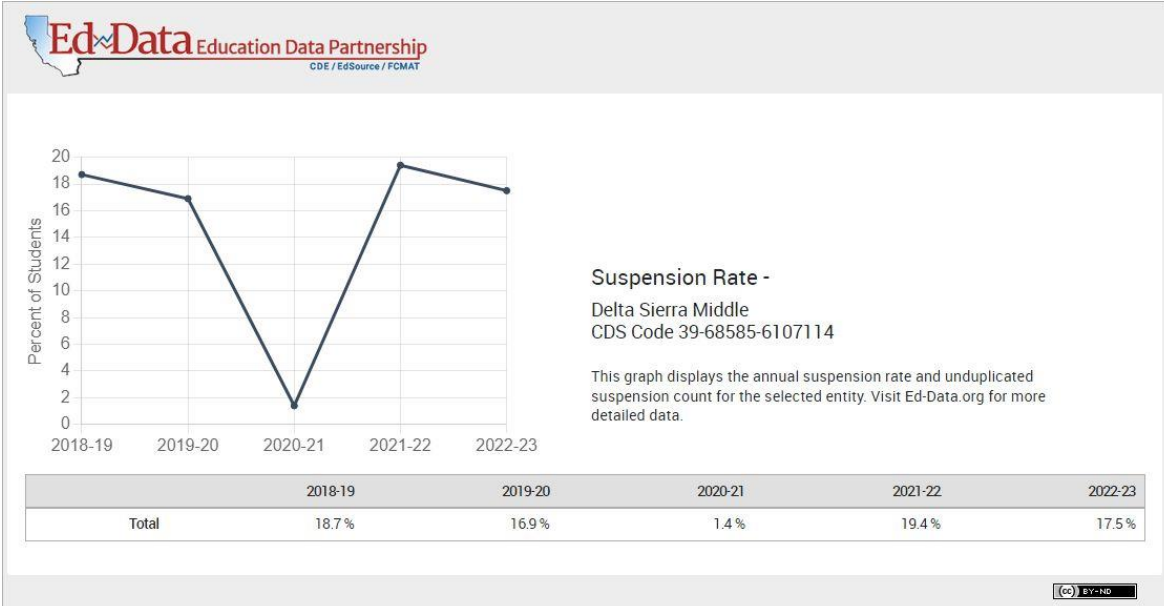 Ed Data Education Data Partnership
CDE / EdSource / FCMAT
20
18
16
14
12
10
8
6
4
2
0
Percent of Students
2018-19 2019-20 2020-21 2021-22 2022-23
Suspension Rate -
Delta Sierra Middle
CDS Code 39-68585-6107114
This graph displays the annual suspension rate and unduplicated
suspension count for the selected entity. Visit Ed-Data.org for more
detailed data.
2018-19 2019-20 2020-21 2021-22 2022-23
Total 18.7 % 16.9 % 1.4 % 19.4 % 17.5 %
(cc) BY-ND